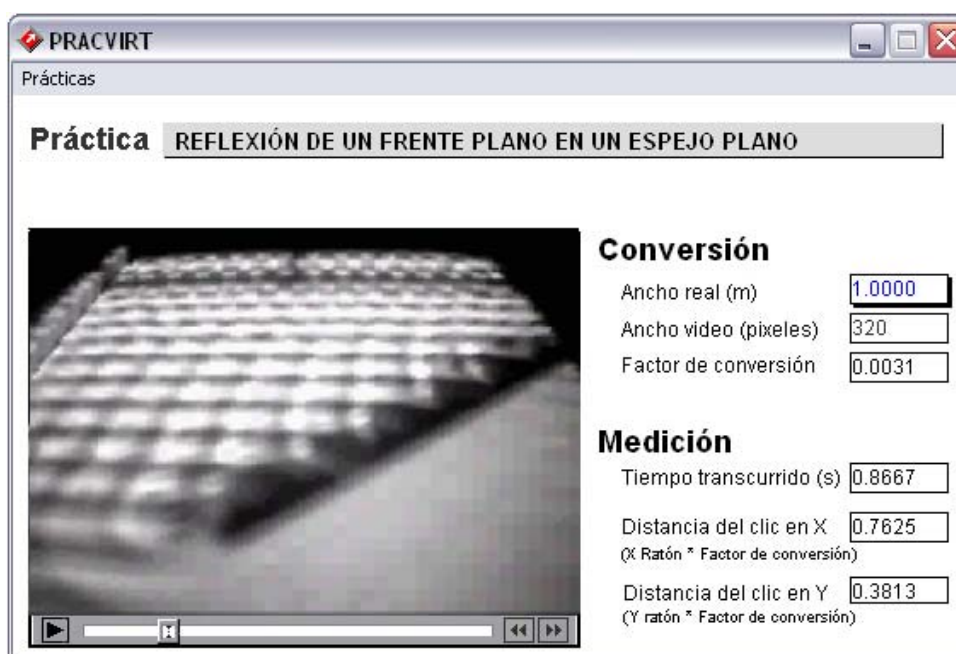 PRACVIRT
Prácticas
Práctica REFLEXIÓN DE UN FRENTE PLANO EN UN ESPEJO PLANO
Conversión
Ancho real (m) 1.0000
Ancho video (pixeles) 320
Factor de conversión 0.0031
Medición
Tiempo transcurrido (s) 0.8667
Distancia del clic en X 0.7625
(X Ratón * Factor de conversión)
Distancia del clic en Y 0.3813
(Y ratón * Factor de conversión)